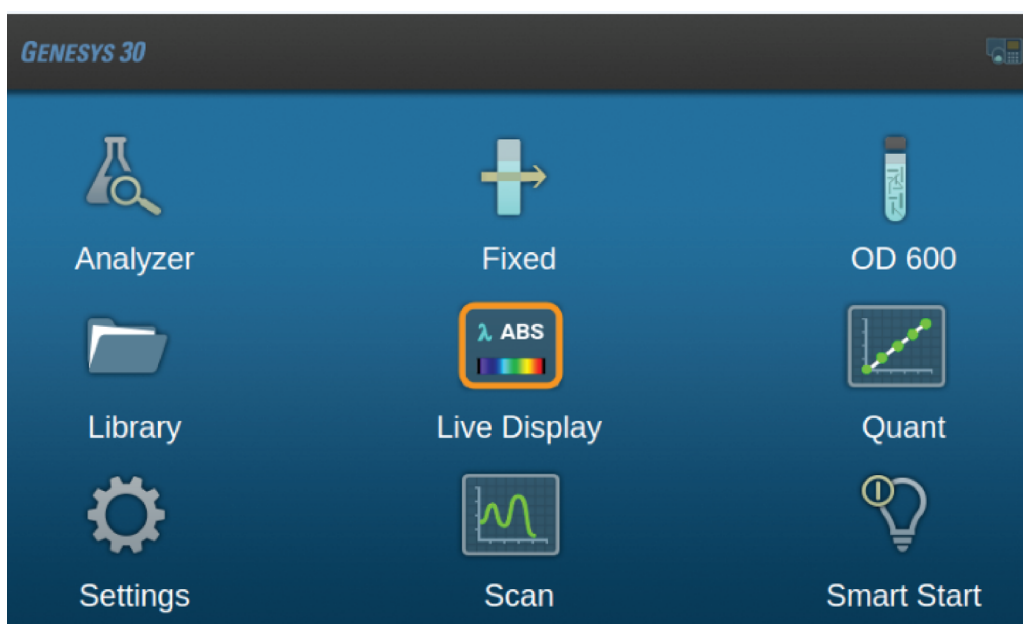 GENESYS 30
Analyzer
Fixed
OD 600
λ ABS
Library
Live Display
Quant
Settings
Scan
Smart Start